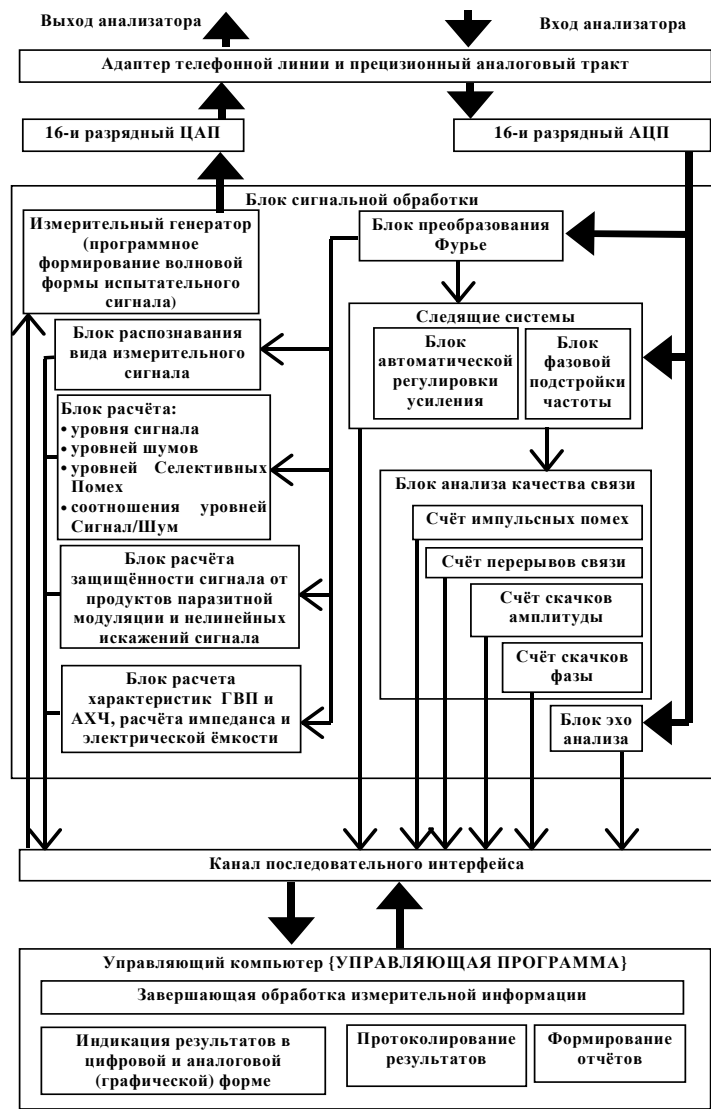 Выход анализатора
Вход анализатора
Адаптер телефонной линии и прецизионный аналоговый тракт
16-и разрядный ЦАП
16-и разрядный АЦП
Блок сигнальной обработки
Измерительный генератор
(программное
формирование волновой
формы испытательного
сигнала)
Блок преобразования
Фурье
Следящие системы
Блок
автоматической
регулировки
усиления
Блок
фазовой
подстройки
частоты
Блок распознавания
вида измерительного
сигнала
Блок расчёта:
• уровня сигнала
• уровней шумов
• уровней Селективных
Помех
• соотношения уровней
Сигнал/Шум
Блок анализа качества связи
Счёт импульсных помех
Счёт перерывов связи
Счёт скачков
амплитуды
Счёт скачков
фазы
Блок расчёта
защищённости сигнала от
продуктов паразитной
модуляции и нелинейных
искажений сигнала
Блок расчета
характеристик ГВП и
АХЧ, расчёта импеданса и
электрической ёмкости
Блок эхо
анализа
Канал последовательного интерфейса
Управляющий компьютер {УПРАВЛЯЮЩАЯ ПРОГРАММА}
Завершающая обработка измерительной информации
Индикация результатов в
цифровой и аналоговой
(графической) форме
Протоколирование
результатов
Формирование
отчётов